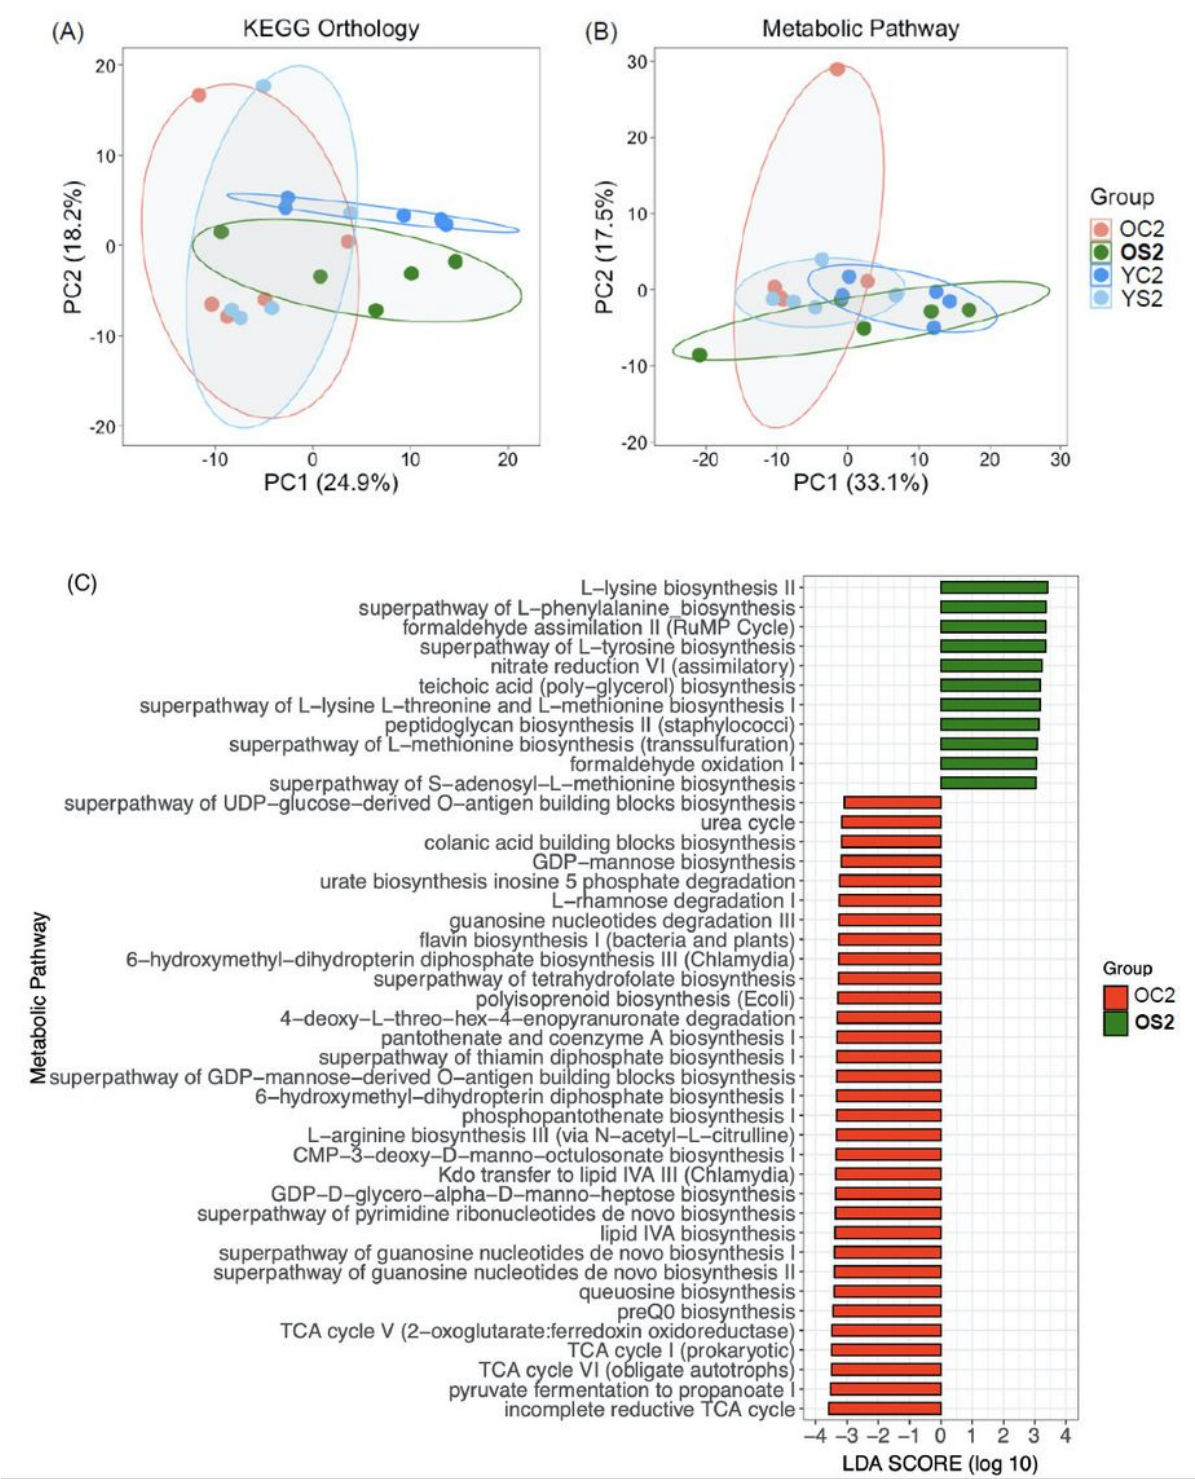 (A)
KEGG Orthology
20
10
0
-10
-20
PC2 (18.2%)
-10
0
10
20
PC1 (24.9%)
(B)
Metabolic Pathway
30
20
10
0
-10
-20
PC2 (17.5%)
-20
-10
0
10
20
30
PC1 (33.1%)
Group
OC2
OS2
YC2
YS2
(C)
L-lysine biosynthesis II
superpathway of L-phenylalanine_biosynthesis
formaldehyde assimilation II (RuMP Cycle)
superpathway of L-tyrosine biosynthesis
nitrate reduction VI (assimilatory)
teichoic acid (poly-glycerol) biosynthesis
superpathway of L-lysine L-threonine and L-methionine biosynthesis I
peptidoglycan biosynthesis II (staphylococci)
superpathway of L-methionine biosynthesis (transsulfuration)
formaldehyde oxidation I
superpathway of S-adenosyl-L-methionine biosynthesis
superpathway of UDP-glucose-derived O-antigen building blocks biosynthesis
urea cycle
colanic acid building blocks biosynthesis
GDP-mannose biosynthesis
urate biosynthesis inosine 5 phosphate degradation
L-rhamnose degradation I
guanosine nucleotides degradation III
flavin biosynthesis I (bacteria and plants)
6-hydroxymethyl-dihydropterin diphosphate biosynthesis III (Chlamydia)
superpathway of tetrahydrofolate biosynthesis
polyisoprenoid biosynthesis (Ecoli)
4-deoxy-L-threo-hex-4-enopyranuronate degradation
pantothenate and coenzyme A biosynthesis I
superpathway of thiamin diphosphate biosynthesis I
superpathway of GDP-mannose-derived O-antigen building blocks biosynthesis
6-hydroxymethyl-dihydropterin diphosphate biosynthesis I
phosphopantothenate biosynthesis I
L-arginine biosynthesis III (via N-acetyl-L-citrulline)
CMP-3-deoxy-D-manno-octulosonate biosynthesis I
Kdo transfer to lipid IVA III (Chlamydia)
GDP-D-glycero-alpha-D-manno-heptose biosynthesis
superpathway of pyrimidine ribonucleotides de novo biosynthesis
lipid IVA biosynthesis
superpathway of guanosine nucleotides de novo biosynthesis I
superpathway of guanosine nucleotides de novo biosynthesis II
queuosine biosynthesis
preQ0 biosynthesis
TCA cycle V (2-oxoglutarate:ferredoxin oxidoreductase)
TCA cycle I (prokaryotic)
TCA cycle VI (obligate autotrophs)
pyruvate fermentation to propanoate I
incomplete reductive TCA cycle
Metabolic Pathway
-4 -3 -2 -1 0 1 2 3 4
LDA SCORE (log 10)
Group
OC2
OS2